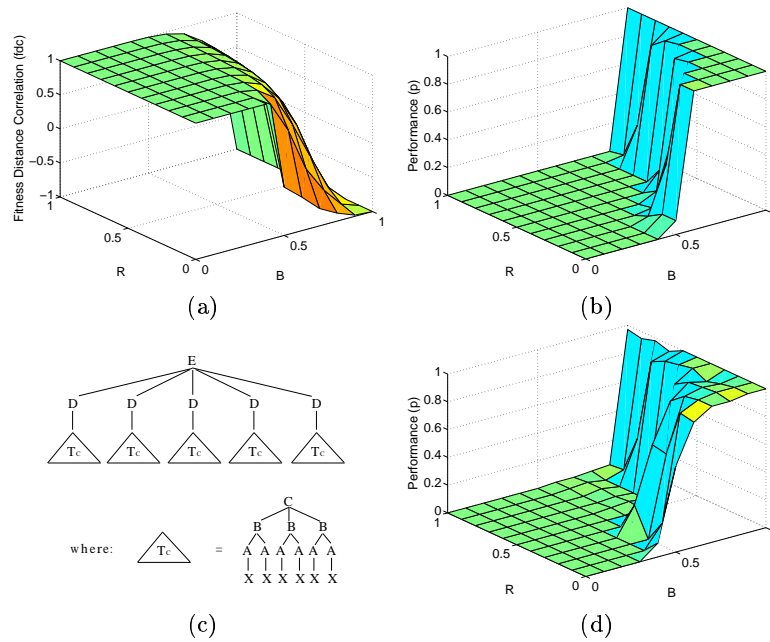 Fitness Distance Correlation (fdc)
1
0.5
0
−0.5
−1
1
0.5
0
R
0
0.5
1
B
(a)
Performance (p)
1
0.8
0.6
0.4
0.2
0
1
0.5
0
R
0
0.5
B
(b)
E
D D D D D
Tc Tc Tc Tc Tc
C
B B B
where: Tc = A A A A A A
X X X X X X
(c)
Performance (p)
1
0.8
0.6
0.4
0.2
0
1
0.5
0
R
0
0.5
B
(d)